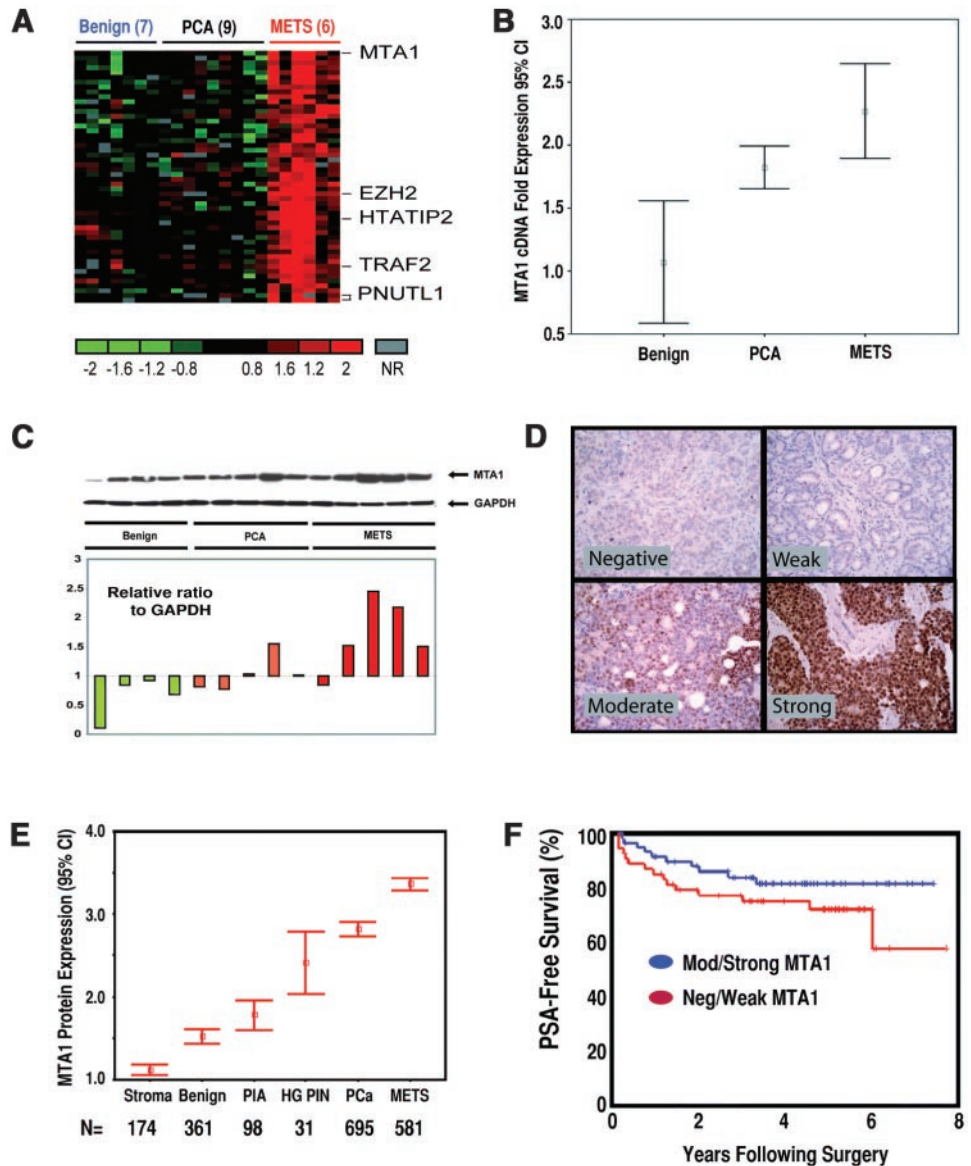 A
Benign (7) PCA (9) METS (6)
MTA1
EZH2
HTATIP2
TRAF2
PNUTL1
-2 -1.6 -1.2 -0.8 0.8 1.6 1.2 2 NR
B
MTA1 cDNA Fold Expression 95% CI
3.0
2.5
2.0
1.5
1.0
0.5
Benign PCA METS
C
MTA1
GAPDH
Benign PCA METS
Relative ratio
to GAPDH
3
2.5
2
1.5
1
0.5
0
D
Negative
Weak
Moderate
Strong
E
MTA1 Protein Expression (95% CI)
4.0
3.0
2.0
1.0
Stroma Benign PIA HG PIN PCa METS
N= 174 361 98 31 695 581
F
PSA-Free Survival (%)
100
80
60
40
20
0
Mod/Strong MTA1
Neg/Weak MTA1
0 2 4 6 8
Years Following Surgery